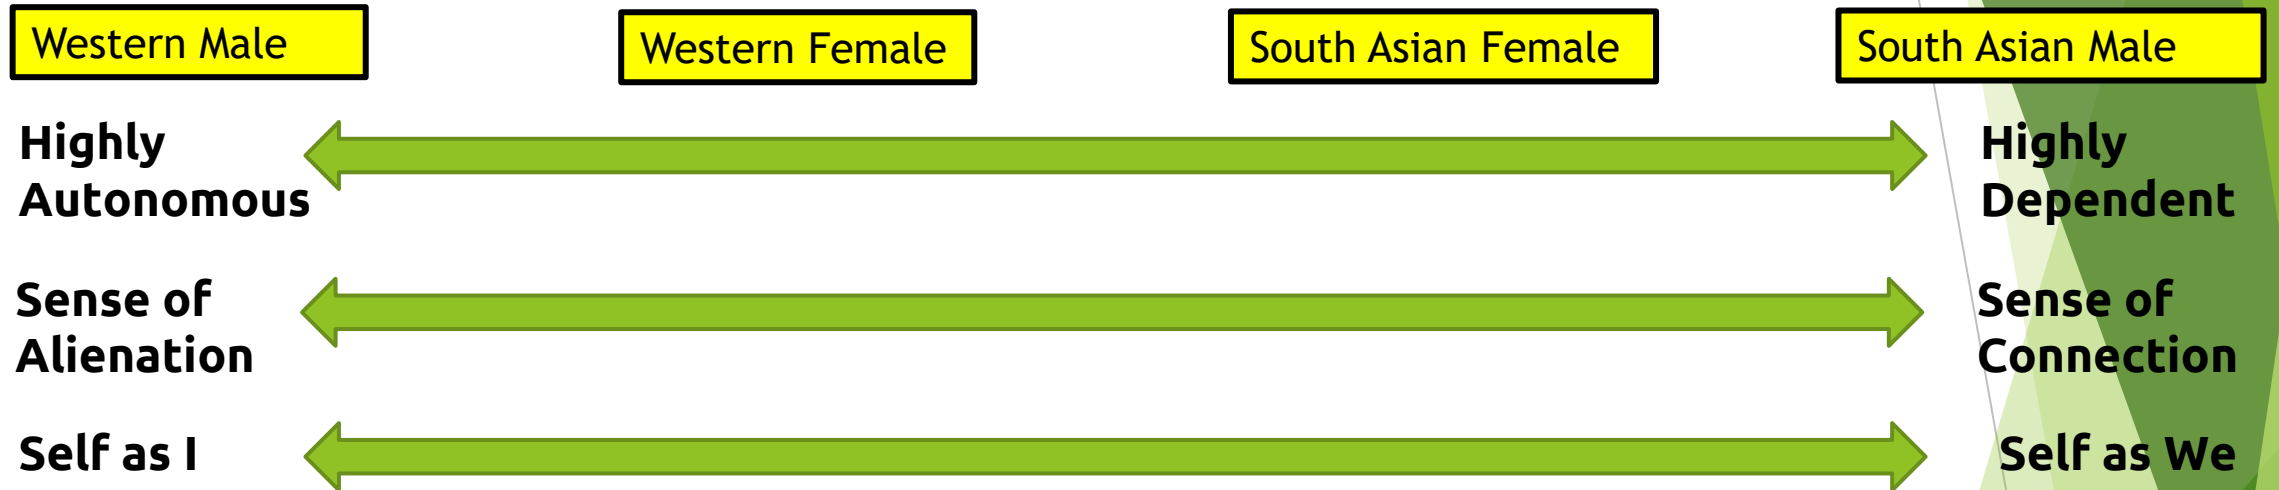 Western Male
Western Female
South Asian Female
South Asian Male
Highly
Autonomous
Highly
Dependent
Sense of
Alienation
Sense of
Connection
Self as I
Self as We